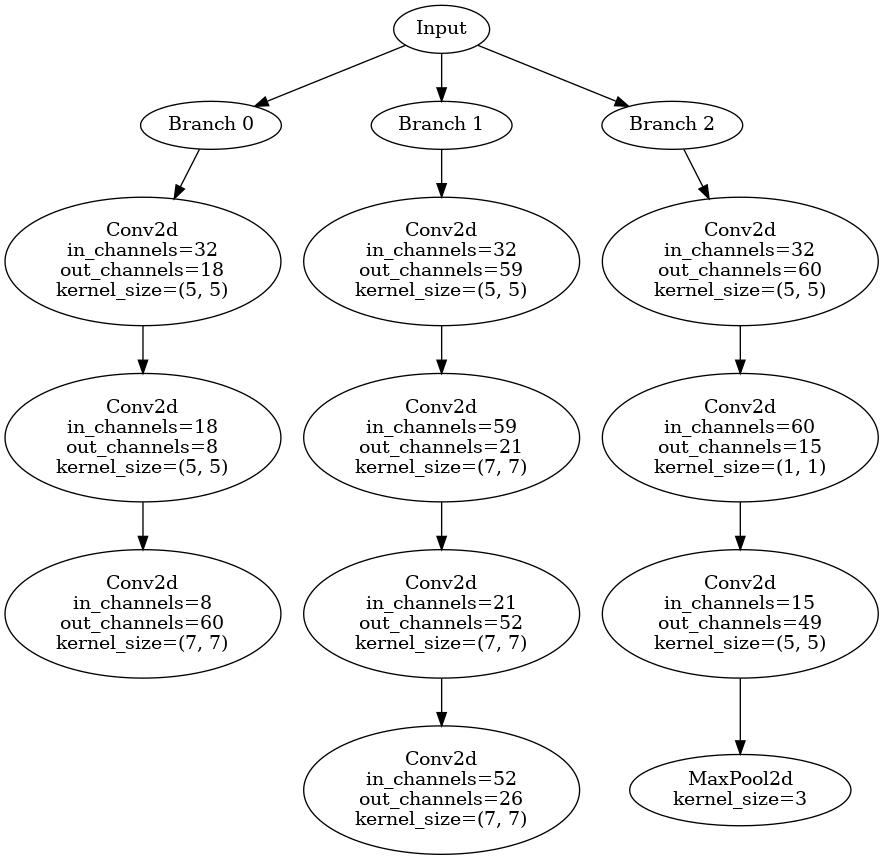 Input
Branch 0
Branch 1
Branch 2
Conv2d
in_channels=32
out_channels=18
kernel_size=(5, 5)
Conv2d
in_channels=32
out_channels=59
kernel_size=(5, 5)
Conv2d
in_channels=32
out_channels=60
kernel_size=(5, 5)
Conv2d
in_channels=18
out_channels=8
kernel_size=(5, 5)
Conv2d
in_channels=59
out_channels=21
kernel_size=(7, 7)
Conv2d
in_channels=60
out_channels=15
kernel_size=(1, 1)
Conv2d
in_channels=8
out_channels=60
kernel_size=(7, 7)
Conv2d
in_channels=21
out_channels=52
kernel_size=(7, 7)
Conv2d
in_channels=15
out_channels=49
kernel_size=(5, 5)
Conv2d
in_channels=52
out_channels=26
kernel_size=(7, 7)
MaxPool2d
kernel_size=3